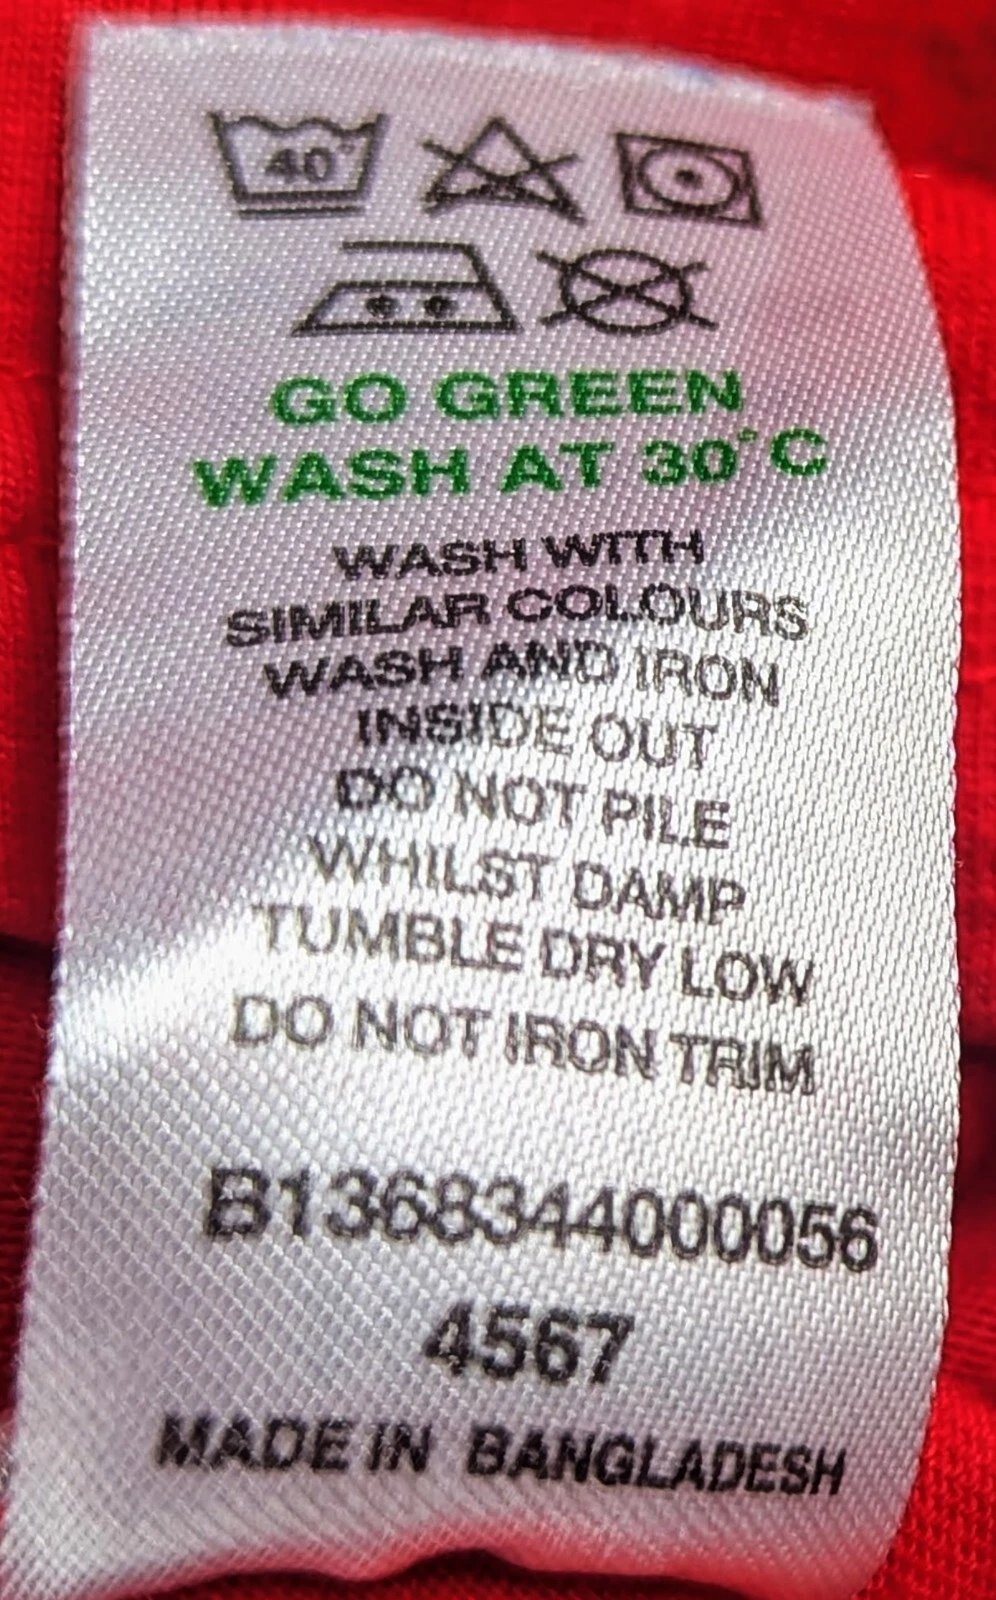 40°
GO GREEN
WASH AT 30°C
WASH WITH
SIMILAR COLOURS
WASH AND IRON
INSIDE OUT
DO NOT PILE
WHILST DAMP
TUMBLE DRY LOW
DO NOT IRON TRIM
B1368344000056
4567
MADE IN BANGLADESH